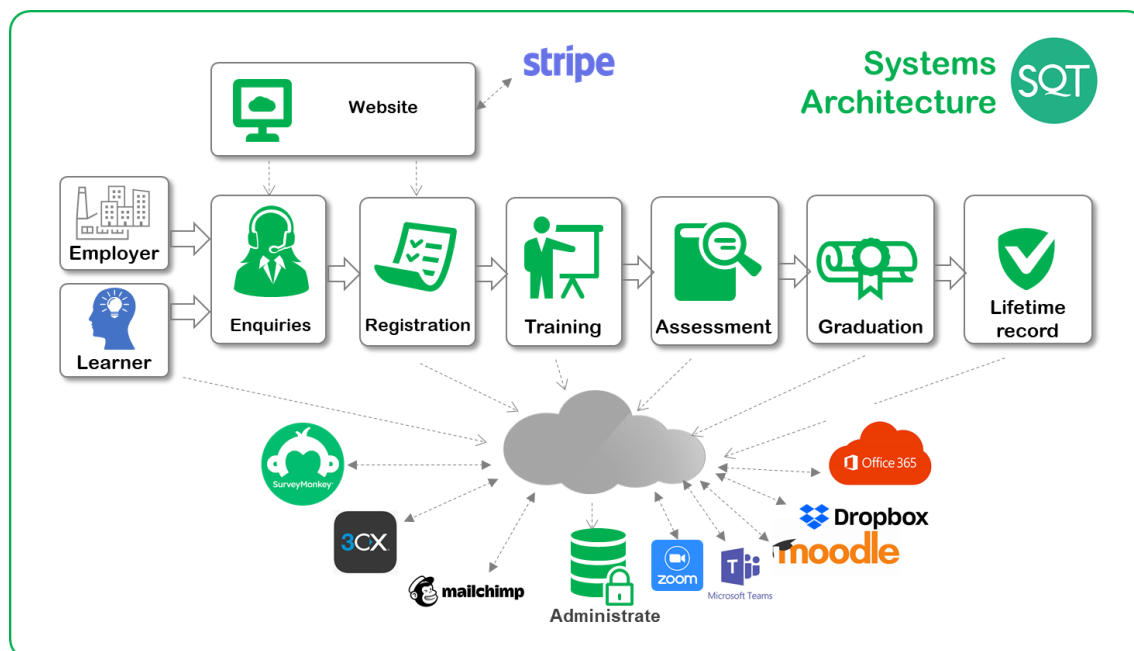 stripe
Systems
Architecture
SQT
Website
Employer
Learner
Enquiries
Registration
Training
Assessment
Graduation
Lifetime
record
SurveyMonkey
3CX
mailchimp
Administrate
zoom
Microsoft Teams
T
moodle
Dropbox
Office 365